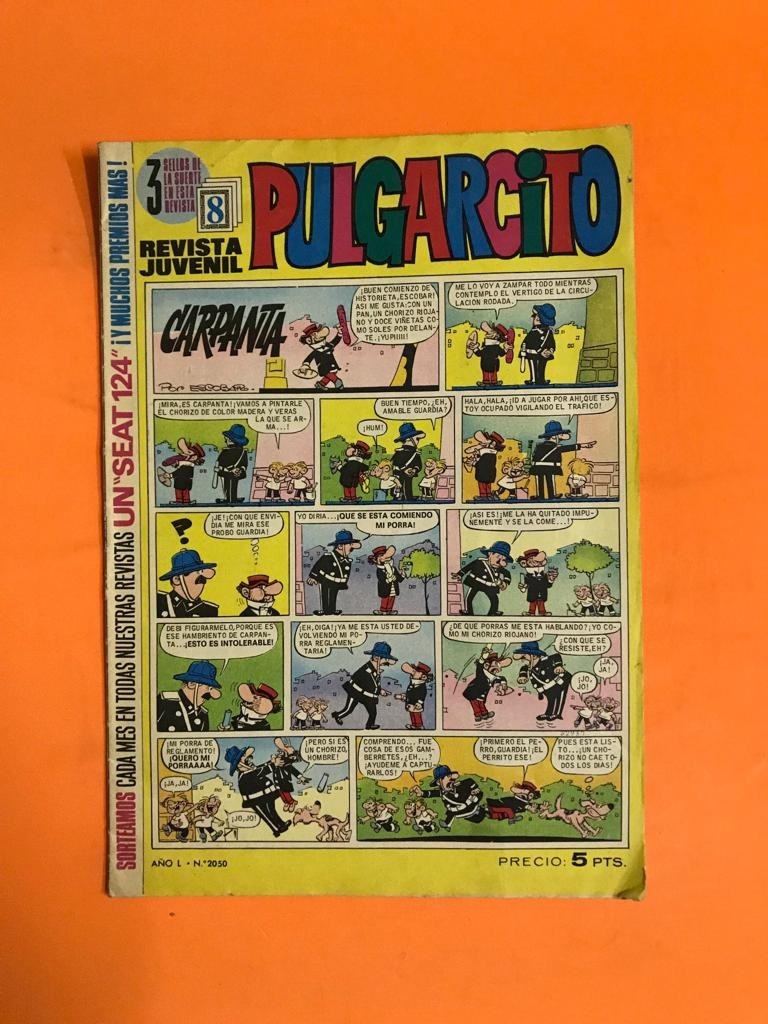 3
SELLOS DE
LA SUERTE
EN ESTA
REVISTA
8
REVISTA
JUVENIL
PULGARCITO
SORTEAMOS CADA MES EN TODAS NUESTRAS REVISTAS UN "SEAT 124" ¡Y MUCHOS PREMIOS MAS!
CARPANTA
Por ESCOBAR
¡BUEN COMIENZO DE
HISTORIETA, ESCOBAR!
ASI ME GUSTA: CON UN
PAN, UN CHORIZO RIOJA-
NO Y DOCE VIÑETAS CO-
MO SOLES POR DELAN-
TE. ¡YUPIIIII!
ME LO VOY A ZAMPAR TODO MIENTRAS
CONTEMPLO EL VERTIGO DE LA CIRCU-
LACION RODADA.
¡MIRA, ES CARPANTA! ¡VAMOS A PINTARLE
EL CHORIZO DE COLOR MADERA Y VERAS
LA QUE SE AR-
MA...!
BUEN TIEMPO, ¿EH,
AMABLE GUARDIA?
¡HUM!
HALA, HALA, ¡ID A JUGAR POR AHI, QUE ES-
TOY OCUPADO VIGILANDO EL TRAFICO!
?
¡JE! ¡CON QUE ENVI-
DIA ME MIRA ESE
PROBO GUARDIA!
YO DIRIA... ¡QUE SE ESTA COMIENDO
MI PORRA!
¡ASI ES! ¡ME LA HA QUITADO IMPU-
NEMENTE Y SE LA COME...!
DEBI FIGURARMELO, PORQUE ES
ESE HAMBRIENTO DE CARPAN-
TA... ¡ESTO ES INTOLERABLE!
¡EH, OIGA! ¡YA ME ESTA USTED DE-
VOLVIENDO MI PO-
RRA REGLAMEN-
TARIA!
¿DE QUE PORRAS ME ESTA HABLANDO? ¡YO CO-
MO MI CHORIZO RIOJANO!
¿CON QUE SE
RESISTE, EH?
¡JA,
JA!
¡JO,
JO!
¡MI PORRA DE
REGLAMENTO!
¡QUIERO MI
PORRAAAA!
¡PERO SI ES
UN CHORIZO,
HOMBRE!
¡JA, JA!
¡JO, JO!
COMPRENDO... FUE
COSA DE ESOS GAM-
BERRETES, ¿EH...?
¡AYUDEME A CAPTU-
RARLOS!
¡PRIMERO EL PE-
RRO, GUARDIA! ¡EL
PERRITO ESE!
PUES ESTA LIS-
TO... ¡UN CHO-
RIZO NO CAE TO-
DOS LOS DIAS!
AÑO L • N.º 2050
PRECIO: 5 PTS.